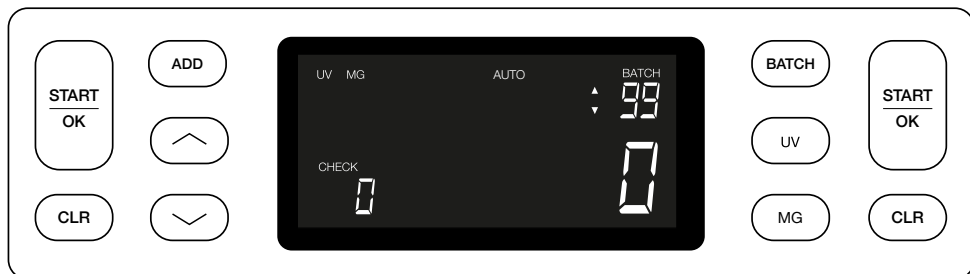 START
OK
CLR
ADD
UV MG AUTO BATCH
99
CHECK
0
0
BATCH
UV
MG
START
OK
CLR